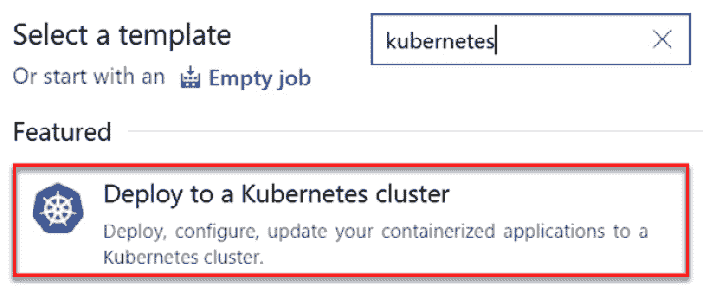 Select a template
kubernetes
Or start with an Empty job
Featured
Deploy to a Kubernetes cluster
Deploy, configure, update your containerized applications to a
Kubernetes cluster.